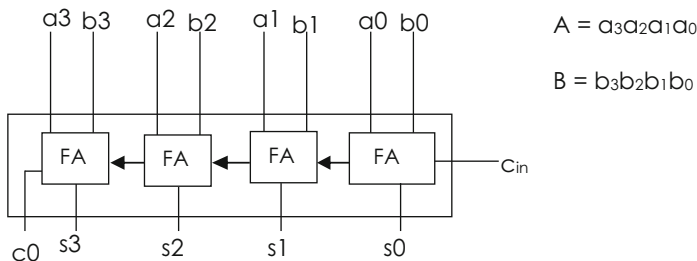 a3 b3 a2 b2 a1 b1 a0 b0
A = a₃a₂a₁a₀
B = b₃b₂b₁b₀
FA FA FA FA
cin
c0 s3 s2 s1 s0